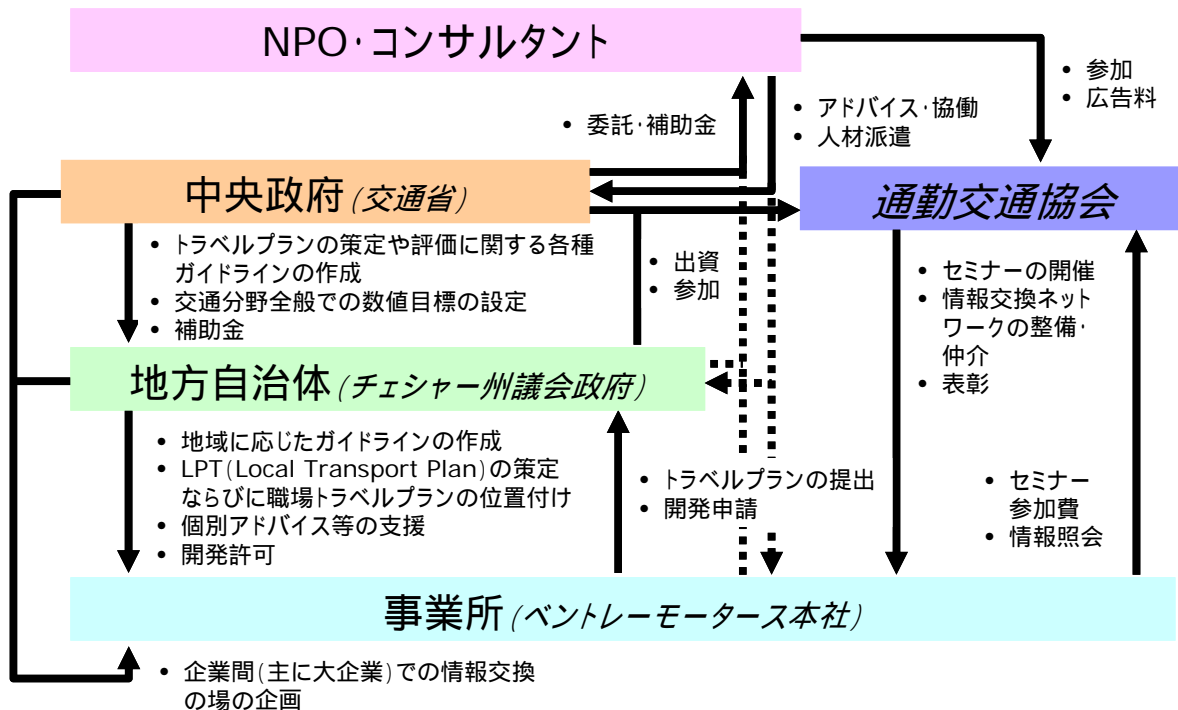 NPO・コンサルタント
• 参加
• 広告料
• アドバイス・協働
• 人材派遣
• 委託・補助金
中央政府(交通省)
通勤交通協会
• トラベルプランの策定や評価に関する各種
ガイドラインの作成
• 交通分野全般での数値目標の設定
• 補助金
• 出資
• 参加
• セミナーの開催
• 情報交換ネット
ワークの整備・
仲介
• 表彰
地方自治体(チェシャー州議会政府)
• 地域に応じたガイドラインの作成
• LPT(Local Transport Plan)の策定
ならびに職場トラベルプランの位置付け
• 個別アドバイス等の支援
• 開発許可
• トラベルプランの提出
• 開発申請
• セミナー
参加費
• 情報照会
事業所(ベントレーモータース本社)
• 企業間(主に大企業)での情報交換
の場の企画